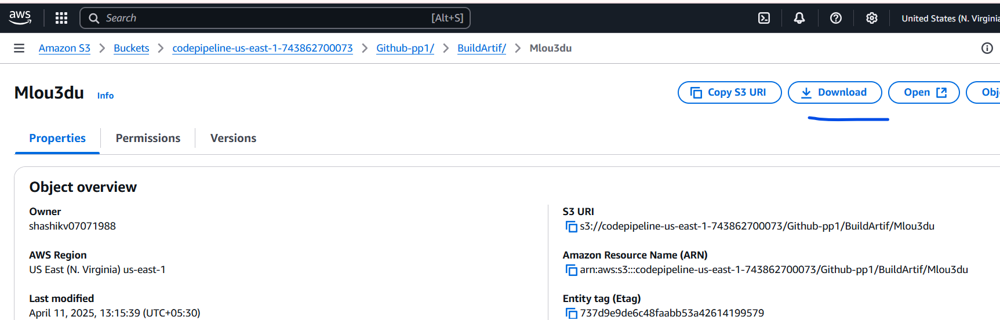 aws Search [Alt+S] United States (N. Virginia
Amazon S3 > Buckets > codepipeline-us-east-1-743862700073 > Github-pp1/ > BuildArtif/ > Mlou3du
Mlou3du Info Copy S3 URI Download Open Obj
Properties Permissions Versions
Object overview
Owner
shashikv07071988
AWS Region
US East (N. Virginia) us-east-1
Last modified
April 11, 2025, 13:15:39 (UTC+05:30)
S3 URI
s3://codepipeline-us-east-1-743862700073/Github-pp1/BuildArtif/Mlou3du
Amazon Resource Name (ARN)
arn:aws:s3:::codepipeline-us-east-1-743862700073/Github-pp1/BuildArtif/Mlou3du
Entity tag (Etag)
737d9e9de6c48faabb53a42614199579